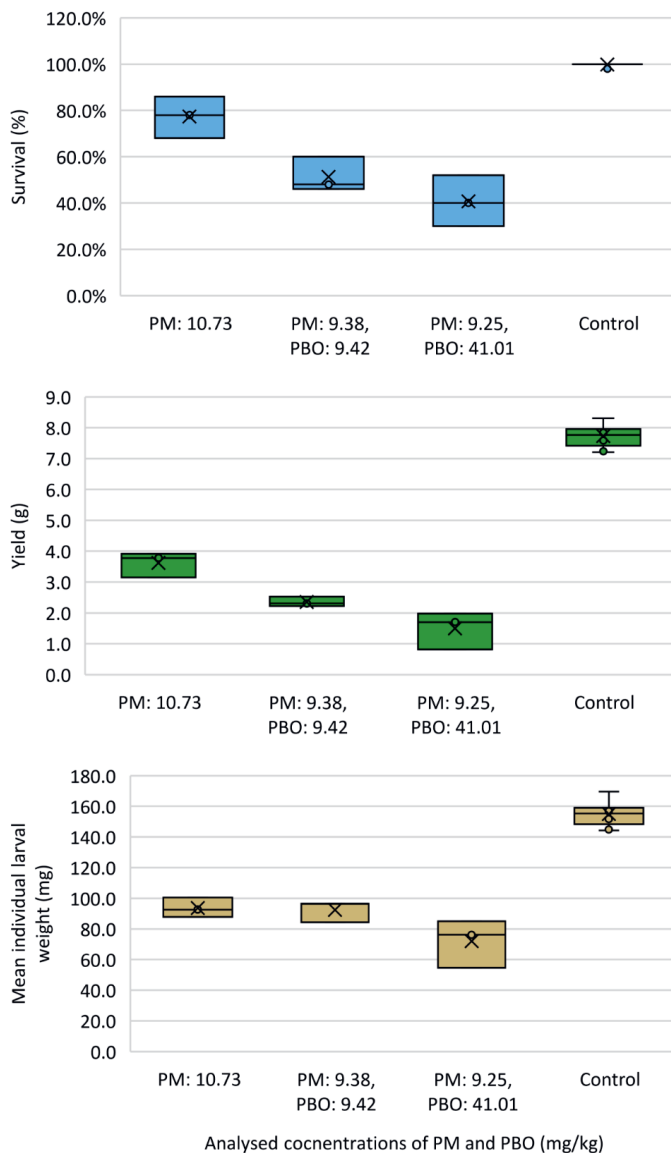 120.0%
100.0%
80.0%
60.0%
40.0%
20.0%
0.0%
Survival (%)
PM: 10.73
PM: 9.38,
PBO: 9.42
PM: 9.25,
PBO: 41.01
Control
9.0
8.0
7.0
6.0
5.0
4.0
3.0
2.0
1.0
0.0
Yield (g)
PM: 10.73
PM: 9.38,
PBO: 9.42
PM: 9.25,
PBO: 41.01
Control
180.0
160.0
140.0
120.0
100.0
80.0
60.0
40.0
20.0
0.0
Mean individual larval
weight (mg)
PM: 10.73
PM: 9.38,
PBO: 9.42
PM: 9.25,
PBO: 41.01
Control
Analysed cocnentrations of PM and PBO (mg/kg)